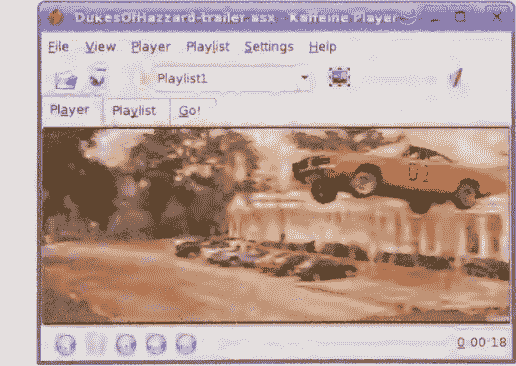 DukesOfHazzard-trailer.asx - Kaffeine Player
File View Player Playlist Settings Help
Playlist1
Player Playlist Go!
01
0:00:18